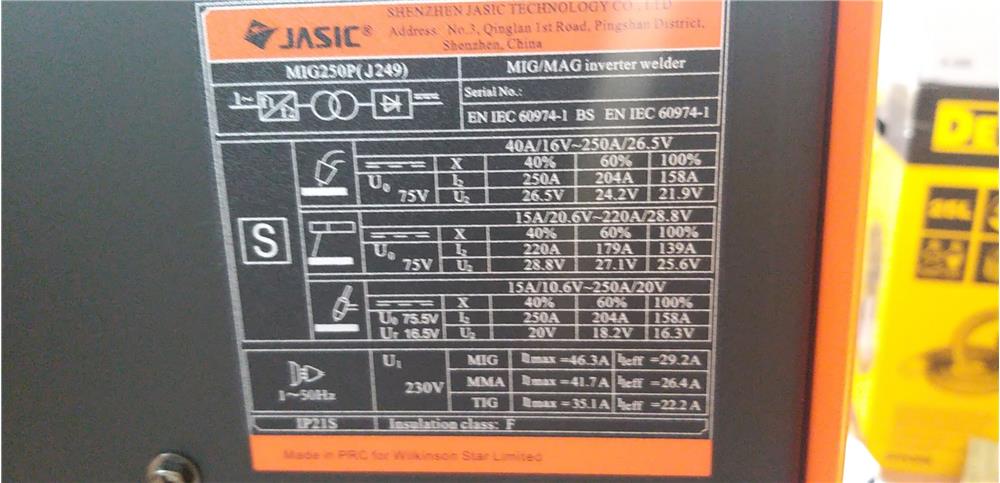 JASIC®
SHENZHEN JASIC TECHNOLOGY CO., LTD
Address: No.3, Qinglan 1st Road, Pingshan District,
Shenzhen, China
MIG250P(J249)
MIG/MAG inverter welder
1~ f1 f2
Serial No.:
EN IEC 60974-1 BS EN IEC 60974-1
S
40A/16V~250A/26.5V
X 40% 60% 100%
U0 75V
I2 250A 204A 158A
U2 26.5V 24.2V 21.9V
15A/20.6V~220A/28.8V
X 40% 60% 100%
U0 75V
I2 220A 179A 139A
U2 28.8V 27.1V 25.6V
15A/10.6V~250A/20V
X 40% 60% 100%
U0 75.5V I2 250A 204A 158A
Ur 16.5V U2 20V 18.2V 16.3V
1~50Hz
U1 230V
MIG I1max =46.3A I1eff =29.2A
MMA I1max =41.7A I1eff =26.4A
TIG I1max =35.1A I1eff =22.2A
IP21S Insulation class: F
Made in PRC for Wilkinson Star Limited
DE